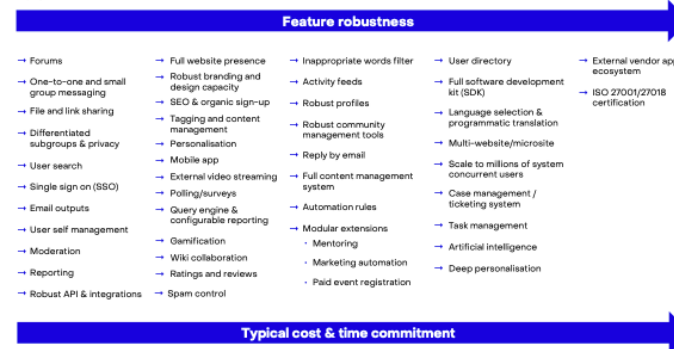 Feature robustness
→ Forums
→ One-to-one and small
group messaging
→ File and link sharing
→ Differentiated
subgroups & privacy
→ User search
→ Single sign on (SSO)
→ Email outputs
→ User self management
→ Moderation
→ Reporting
→ Robust API & integrations
→ Full website presence
→ Robust branding and
design capacity
→ SEO & organic sign-up
→ Tagging and content
management
→ Personalisation
→ Mobile app
→ External video streaming
→ Polling/surveys
→ Query engine &
configurable reporting
→ Gamification
→ Wiki collaboration
→ Ratings and reviews
→ Spam control
→ Inappropriate words filter
→ Activity feeds
→ Robust profiles
→ Robust community
management tools
→ Reply by email
→ Full content management
system
→ Automation rules
→ Modular extensions
• Mentoring
• Marketing automation
• Paid event registration
→ User directory
→ Full software development
kit (SDK)
→ Language selection &
programmatic translation
→ Multi-website/microsite
→ Scale to millions of system
concurrent users
→ Case management /
ticketing system
→ Task management
→ Artificial intelligence
→ Deep personalisation
→ External vendor app
ecosystem
→ ISO 27001/27018
certification
Typical cost & time commitment